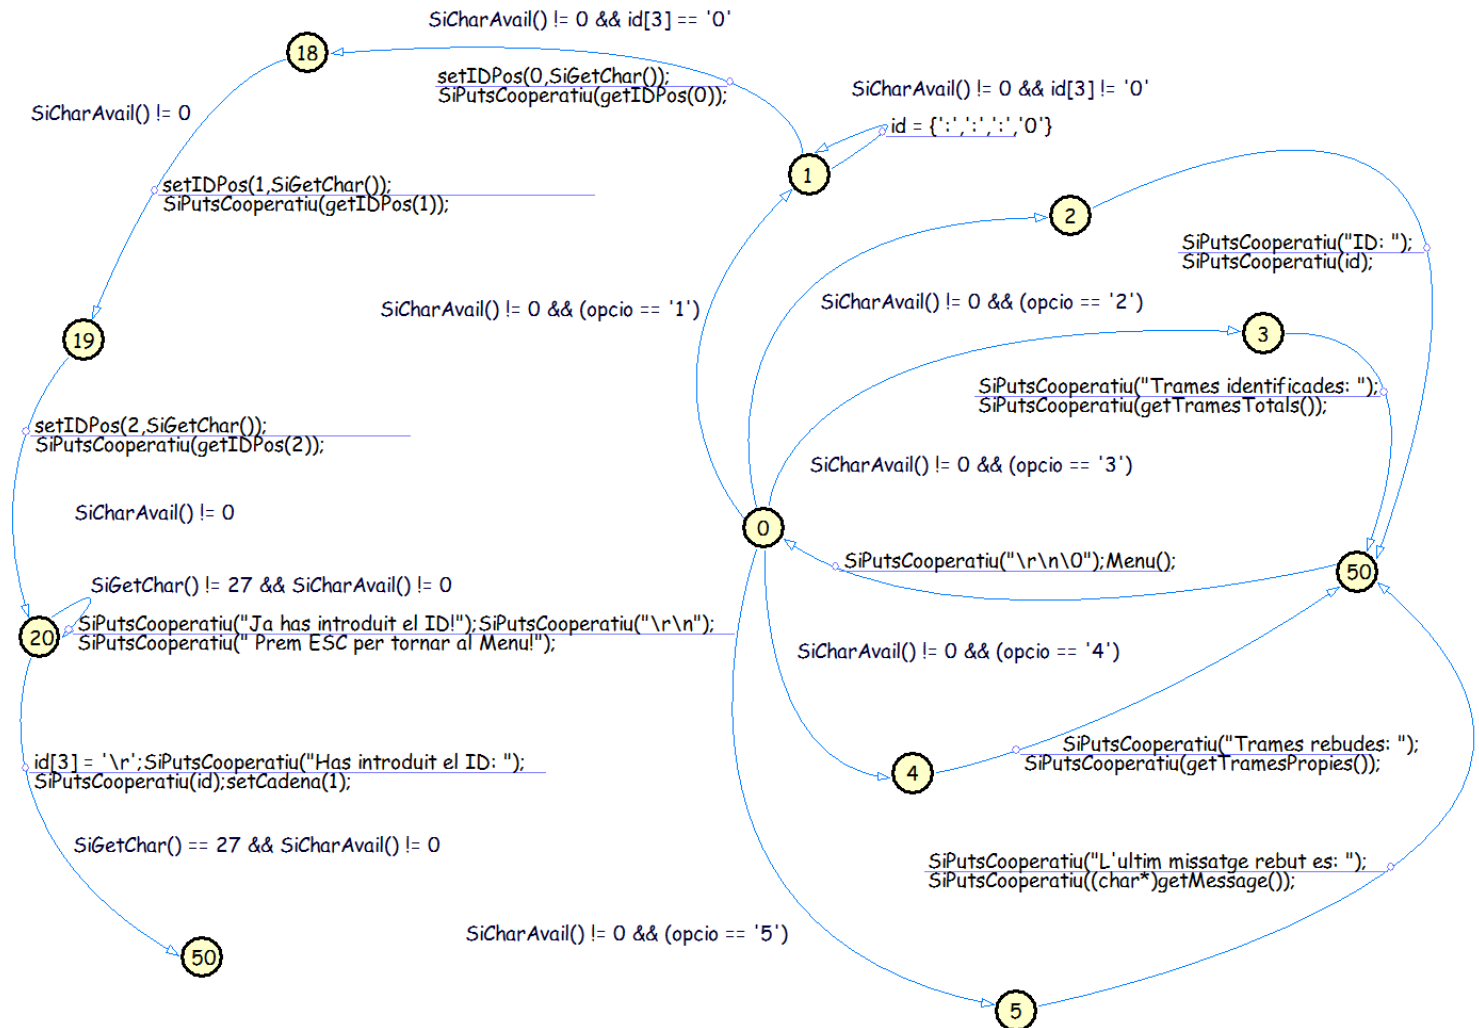 SiCharAvail() != 0 && id[3] == '0'
18
setIDPos(0,SiGetChar());
SiPutsCooperatiu(getIDPos(0));
SiCharAvail() != 0 && id[3] != '0'
id = {':',':',':','0'}
SiCharAvail() != 0
1
setIDPos(1,SiGetChar());
SiPutsCooperatiu(getIDPos(1));
2
SiPutsCooperatiu("ID: ");
SiPutsCooperatiu(id);
SiCharAvail() != 0 && (opcio == '1')
SiCharAvail() != 0 && (opcio == '2')
19
3
SiPutsCooperatiu("Trames identificades: ");
SiPutsCooperatiu(getTramesTotals());
setIDPos(2,SiGetChar());
SiPutsCooperatiu(getIDPos(2));
SiCharAvail() != 0 && (opcio == '3')
SiCharAvail() != 0
0
SiPutsCooperatiu("\r\n\0");Menu();
50
SiGetChar() != 27 && SiCharAvail() != 0
20
SiPutsCooperatiu("Ja has introduit el ID!");SiPutsCooperatiu("\r\n");
SiPutsCooperatiu(" Prem ESC per tornar al Menu!");
SiCharAvail() != 0 && (opcio == '4')
id[3] = '\r';SiPutsCooperatiu("Has introduit el ID: ");
SiPutsCooperatiu(id);setCadena(1);
4
SiPutsCooperatiu("Trames rebudes: ");
SiPutsCooperatiu(getTramesPropies());
SiGetChar() == 27 && SiCharAvail() != 0
SiPutsCooperatiu("L'ultim missatge rebut es: ");
SiPutsCooperatiu((char*)getMessage());
SiCharAvail() != 0 && (opcio == '5')
50
5